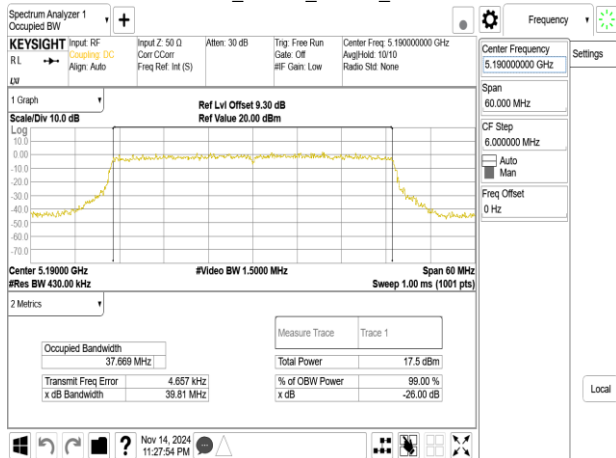 Spectrum Analyzer 1
Occupied BW
KEYSIGHT
RL
LXI
Input: RF
Coupling: DC
Align: Auto
Input Z: 50 Ω
Corr CCorr
Freq Ref: Int (S)
Atten: 30 dB
Trig: Free Run
Gate: Off
#IF Gain: Low
Center Freq: 5.190000000 GHz
Avg|Hold: 10/10
Radio Std: None
1 Graph
Scale/Div 10.0 dB
Ref Lvl Offset 9.30 dB
Ref Value 20.00 dBm
Log
10.0
0.00
-10.0
-20.0
-30.0
-40.0
-50.0
-60.0
-70.0
Center 5.19000 GHz
#Res BW 430.00 kHz
#Video BW 1.5000 MHz
Span 60 MHz
Sweep 1.00 ms (1001 pts)
2 Metrics
Measure Trace Trace 1
Occupied Bandwidth
37.669 MHz
Total Power 17.5 dBm
Transmit Freq Error 4.657 kHz
% of OBW Power 99.00 %
x dB Bandwidth 39.81 MHz
x dB -26.00 dB
Nov 14, 2024
11:27:54 PM
Frequency
Center Frequency
5.190000000 GHz
Settings
Span
60.000 MHz
CF Step
6.000000 MHz
Auto
Man
Freq Offset
0 Hz
Local